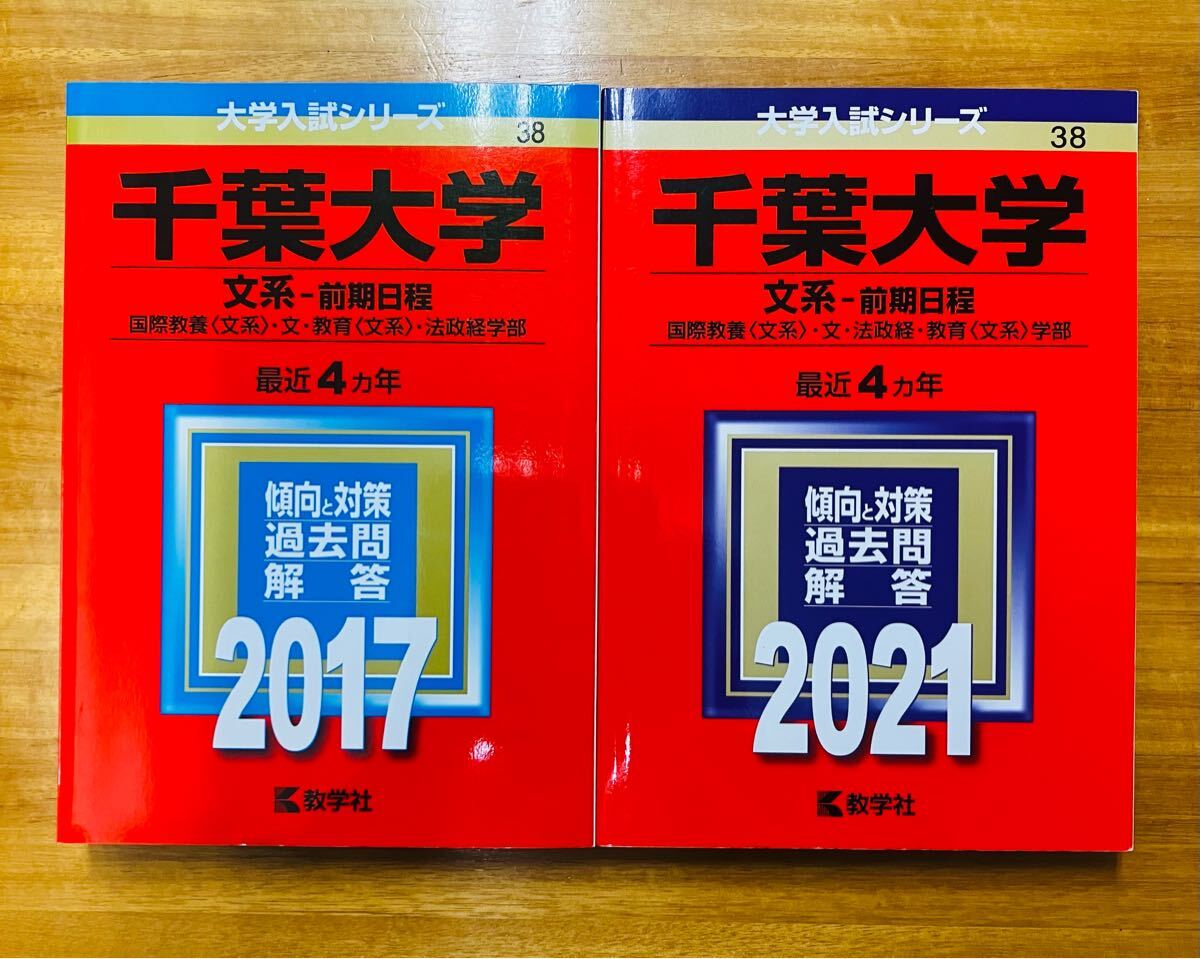 大学入試シリーズ
38
千葉大学
文系-前期日程
国際教養〈文系〉・文・教育〈文系〉・法政経学部
最近4カ年
傾向と対策
過去問
解答
2017
教学社
大学入試シリーズ
38
千葉大学
文系-前期日程
国際教養〈文系〉・文・法政経・教育〈文系〉学部
最近4カ年
傾向と対策
過去問
解答
2021
教学社